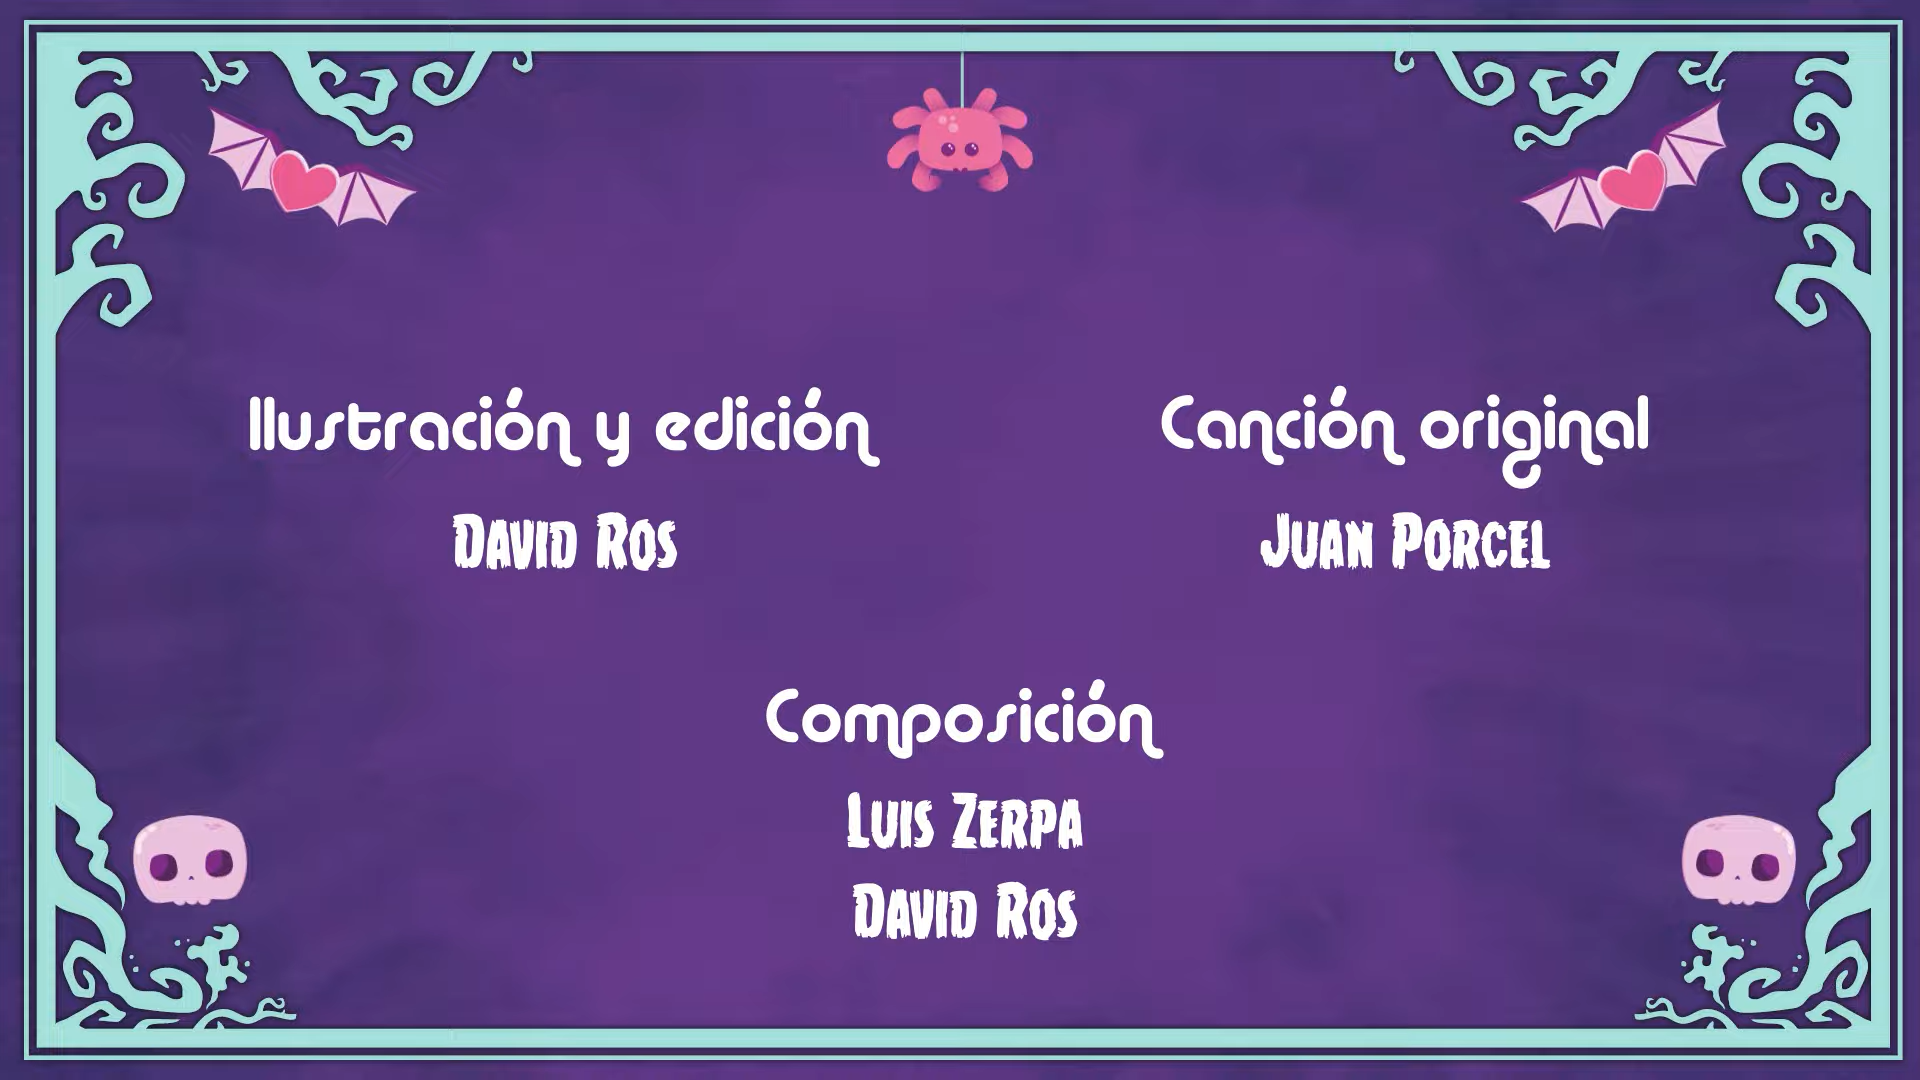 Ilustración y edición
David Ros
Canción original
Juan Porcel
Composición
Luis Zerpa
David Ros